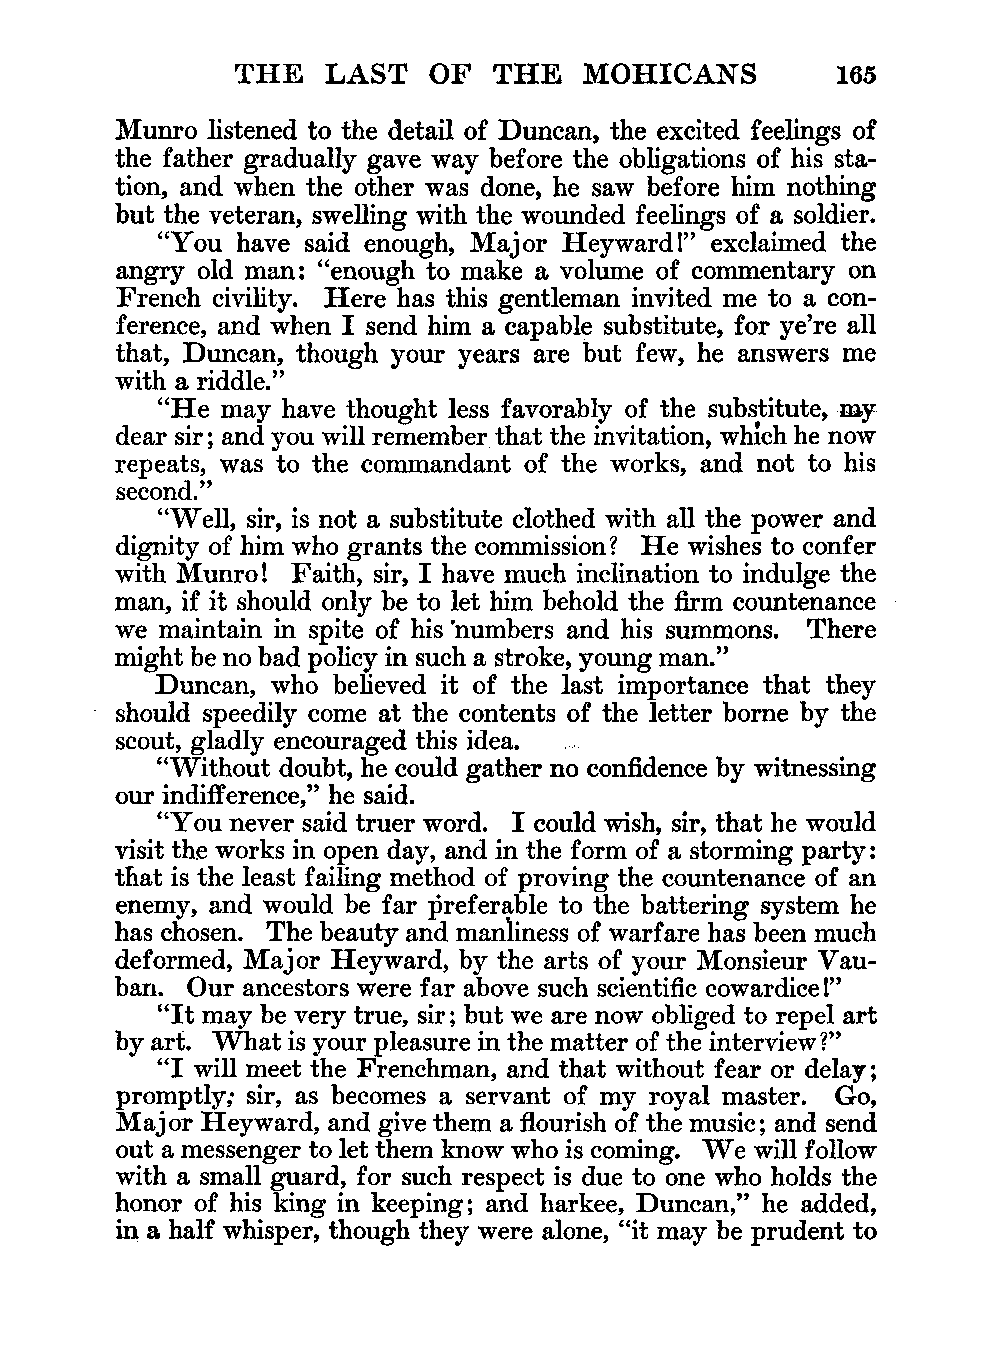 THE LAST OF THE MOHICANS 165
Munro listened to the detail of Duncan, the excited feelings of
the father gradually gave way before the obligations of his sta-
tion, and when the other was done, he saw before him nothing
but the veteran, swelling with the wounded feelings of a soldier.
“You have said enough, Major Heyward!” exclaimed the
angry old man: “enough to make a volume of commentary on
French civility. Here has this gentleman invited me to a con-
ference, and when I send him a capable substitute, for ye’re all
that, Duncan, though your years are but few, he answers me
with a riddle.”
“He may have thought less favorably of the substitute, my
dear sir; and you will remember that the invitation, which he now
repeats, was to the commandant of the works, and not to his
second.”
“Well, sir, is not a substitute clothed with all the power and
dignity of him who grants the commission? He wishes to confer
with Munro! Faith, sir, I have much inclination to indulge the
man, if it should only be to let him behold the firm countenance
we maintain in spite of his numbers and his summons. There
might be no bad policy in such a stroke, young man.”
Duncan, who believed it of the last importance that they
should speedily come at the contents of the letter borne by the
scout, gladly encouraged this idea.
“Without doubt, he could gather no confidence by witnessing
our indifference,” he said.
“You never said truer word. I could wish, sir, that he would
visit the works in open day, and in the form of a storming party:
that is the least failing method of proving the countenance of an
enemy, and would be far preferable to the battering system he
has chosen. The beauty and manliness of warfare has been much
deformed, Major Heyward, by the arts of your Monsieur Vau-
ban. Our ancestors were far above such scientific cowardice!”
“It may be very true, sir; but we are now obliged to repel art
by art. What is your pleasure in the matter of the interview?”
“I will meet the Frenchman, and that without fear or delay;
promptly; sir, as becomes a servant of my royal master. Go,
Major Heyward, and give them a flourish of the music; and send
out a messenger to let them know who is coming. We will follow
with a small guard, for such respect is due to one who holds the
honor of his king in keeping; and harkee, Duncan,” he added,
in a half whisper, though they were alone, “it may be prudent to